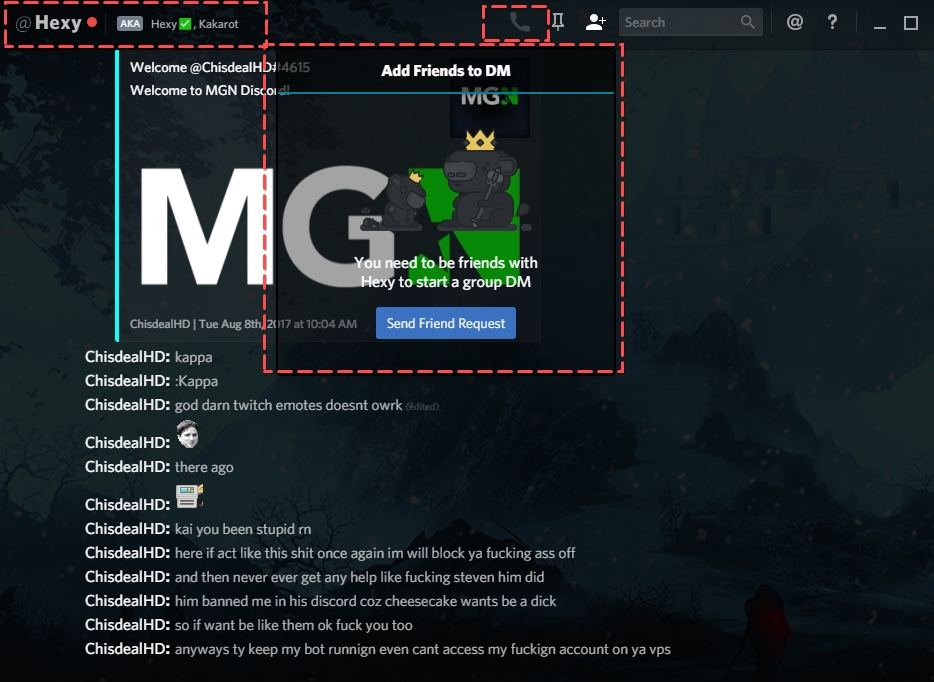 @Hexy AKA Hexy✅, Kakarot
Search
@ ?
Welcome @ChisdealHD#4615
Welcome to MGN Discord!
Add Friends to DM
MGN
MGN
You need to be friends with
Hexy to start a group DM
Send Friend Request
ChisdealHD | Tue Aug 8th, 2017 at 10:04 AM
ChisdealHD: kappa
ChisdealHD: :Kappa
ChisdealHD: god darn twitch emotes doesnt owrk (edited)
ChisdealHD:
ChisdealHD: there ago
ChisdealHD:
ChisdealHD: kai you been stupid rn
ChisdealHD: here if act like this shit once again im will block ya fucking ass off
ChisdealHD: and then never ever get any help like fucking steven him did
ChisdealHD: him banned me in his discord coz cheesecake wants be a dick
ChisdealHD: so if want be like them ok fuck you too
ChisdealHD: anyways ty keep my bot runnign even cant access my fuckign account on ya vps